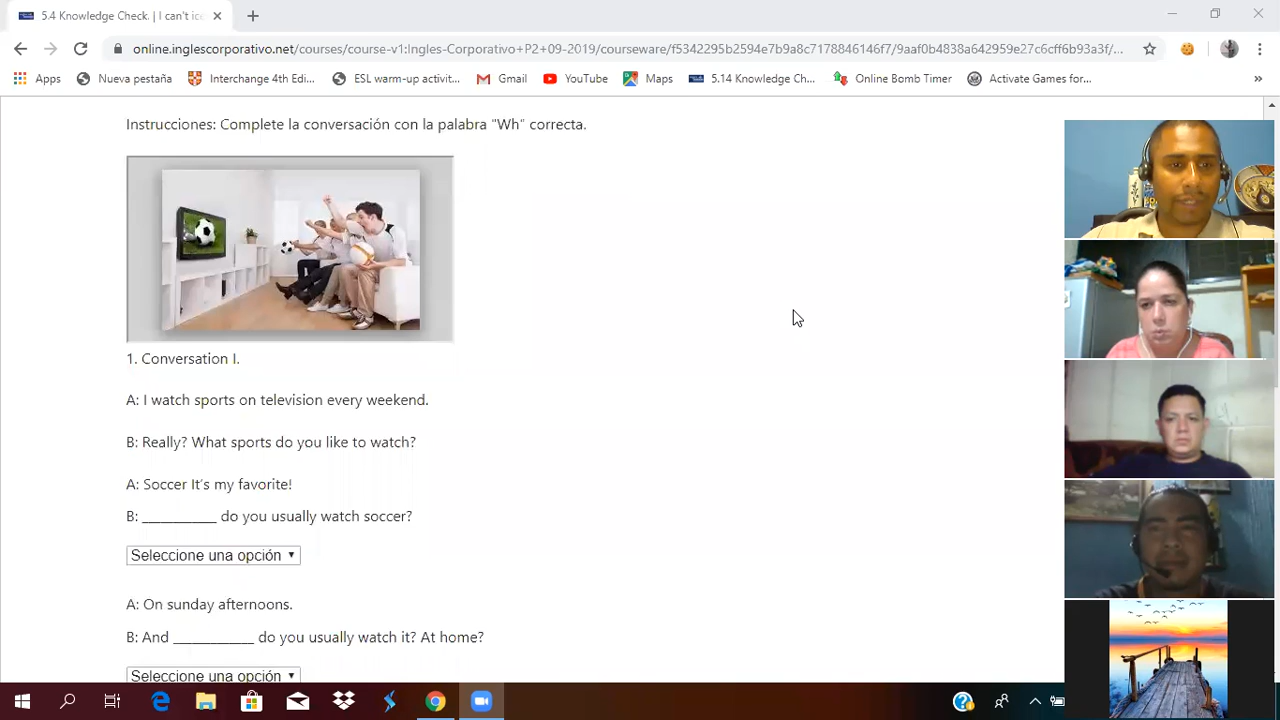 5.4 Knowledge Check. | I can't ice
online.inglescorporativo.net/courses/course-v1:Ingles-Corporativo+P2+09-2019/courseware/f5342295b2594e7b9a8c7178846146f7/9aaf0b4838a642959e27c6cff6b93a3f/...
Apps Nueva pestaña Interchange 4th Edi... ESL warm-up activit... Gmail YouTube Maps 5.14 Knowledge Ch... Online Bomb Timer Activate Games for... »
Instrucciones: Complete la conversación con la palabra "Wh" correcta.
1. Conversation I.
A: I watch sports on television every weekend.
B: Really? What sports do you like to watch?
A: Soccer It's my favorite!
B: ____________ do you usually watch soccer?
Seleccione una opción
A: On sunday afternoons.
B: And _____________ do you usually watch it? At home?
Seleccione una opción